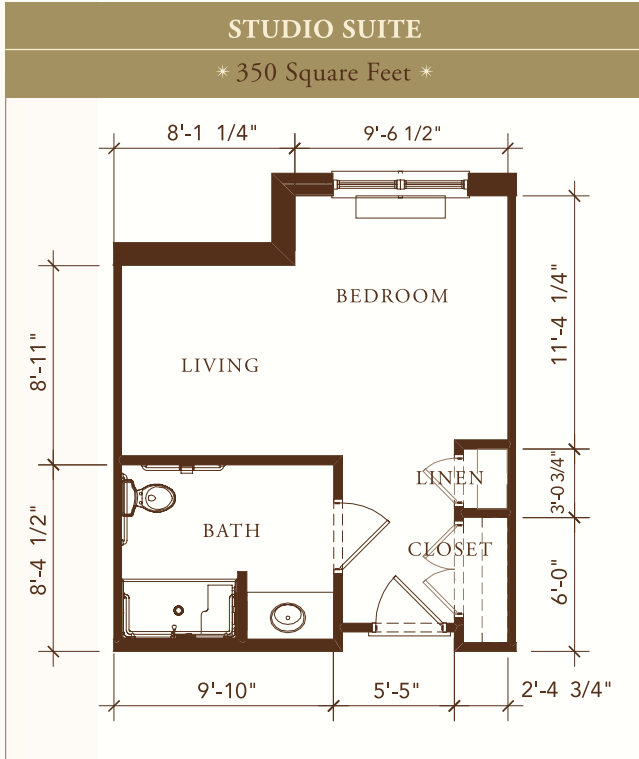 STUDIO SUITE
* 350 Square Feet *
8'-1 1/4"
9'-6 1/2"
BEDROOM
11'-4 1/4"
8'-11"
LIVING
LINEN
3'-0 3/4"
BATH
CLOSET
8'-4 1/2"
6'-0"
9'-10"
5'-5"
2'-4 3/4"